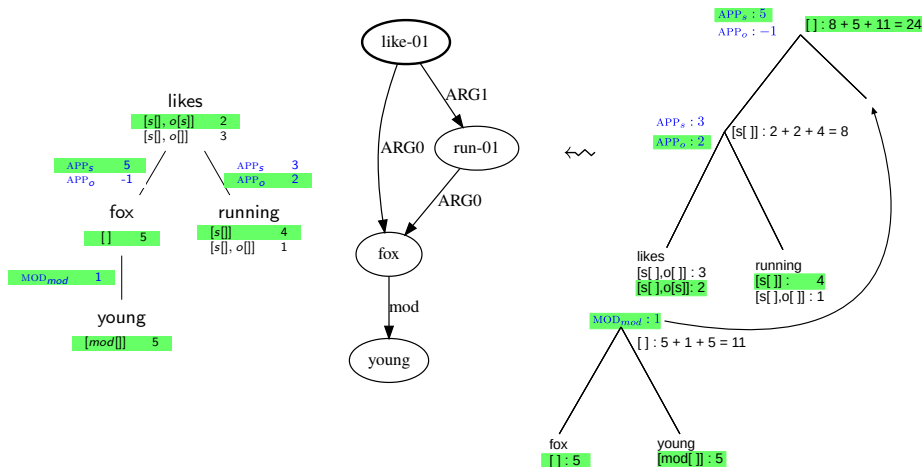 likes
[s[], o[s]] 2
[s[], o[]] 3
APPs 5
APPo -1
APPs 3
APPo 2
fox
[ ] 5
running
[s[]] 4
[s[], o[]] 1
MODmod 1
young
[mod[]] 5
like-01
ARG1
ARG0
run-01
ARG0
fox
mod
young
APPs : 5
APPo : −1
[ ] : 8 + 5 + 11 = 24
APPs : 3
APPo : 2
[s[ ]] : 2 + 2 + 4 = 8
likes
[s[ ],o[ ]] : 3
[s[ ],o[s]]: 2
running
[s[ ]] : 4
[s[ ],o[ ]] : 1
MODmod : 1
[ ] : 5 + 1 + 5 = 11
fox
[ ] : 5
young
[mod[ ]] : 5